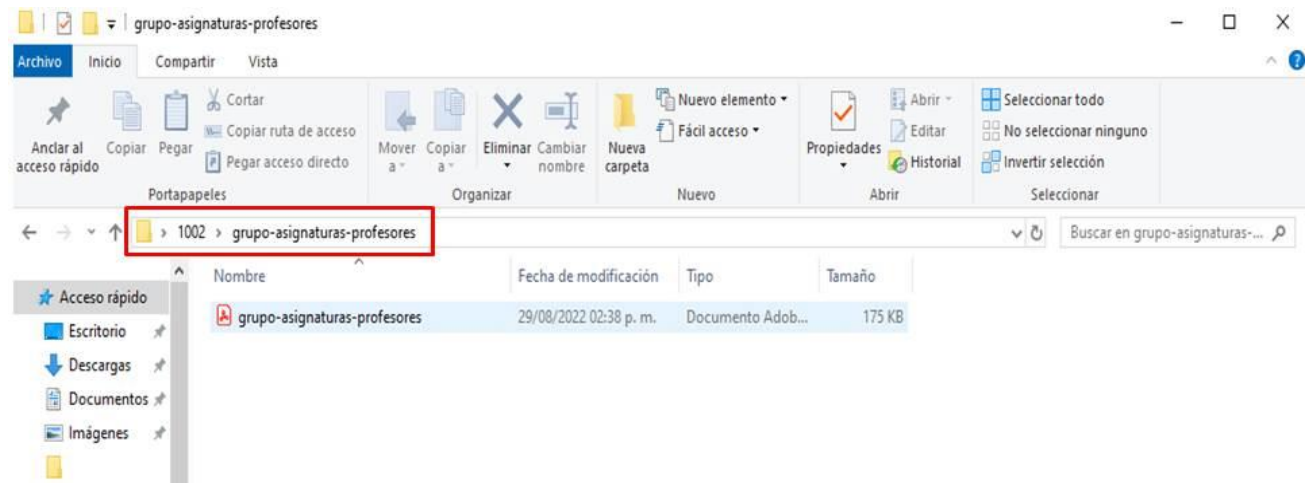 grupo-asignaturas-profesores
Archivo Inicio Compartir Vista
Anclar al acceso rápido
Copiar
Pegar
Cortar
Copiar ruta de acceso
Pegar acceso directo
Portapapeles
Mover a
Copiar a
Eliminar
Cambiar nombre
Organizar
Nueva carpeta
Nuevo elemento
Fácil acceso
Nuevo
Propiedades
Abrir
Editar
Historial
Abrir
Seleccionar todo
No seleccionar ninguno
Invertir selección
Seleccionar
› 1002 › grupo-asignaturas-profesores
Buscar en grupo-asignaturas-...
Nombre Fecha de modificación Tipo Tamaño
grupo-asignaturas-profesores 29/08/2022 02:38 p. m. Documento Adob... 175 KB
Acceso rápido
Escritorio
Descargas
Documentos
Imágenes